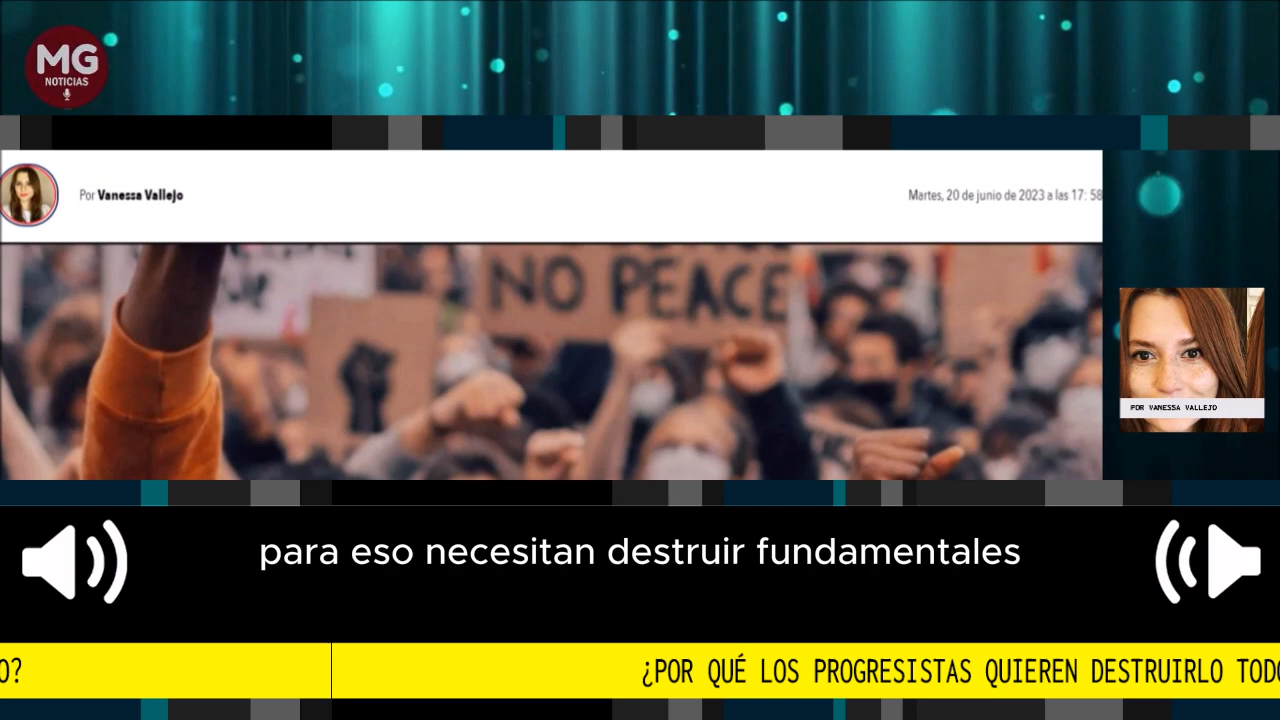 MG
NOTICIAS
Por Vanessa Vallejo
Martes, 20 de junio de 2023 a las 17: 58
NO PEACE
POR VANESSA VALLEJO
para eso necesitan destruir fundamentales
O?
¿POR QUÉ LOS PROGRESISTAS QUIEREN DESTRUIRLO TODO